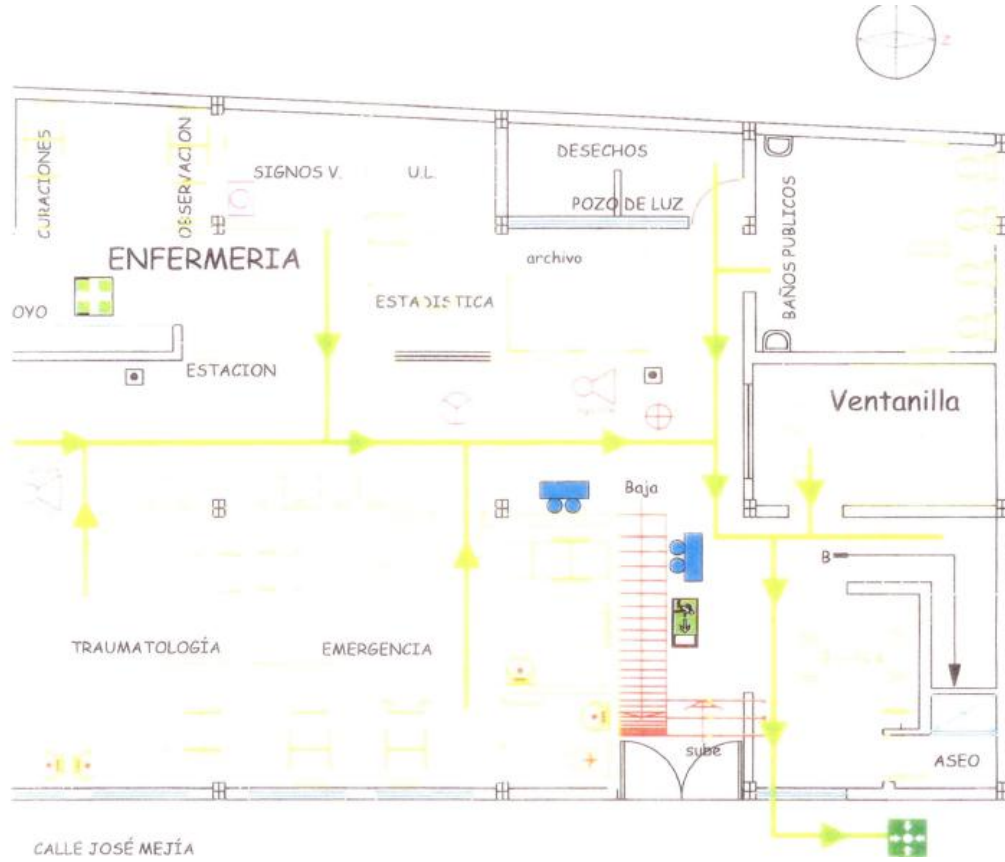 Z
CURACIONES
OBSERVACION
SIGNOS V.
U.L.
DESECHOS
POZO DE LUZ
BAÑOS PUBLICOS
ENFERMERIA
archivo
OYO
ESTADISTICA
ESTACION
Ventanilla
Baja
B
TRAUMATOLOGÍA
EMERGENCIA
sube
ASEO
CALLE JOSÉ MEJÍA